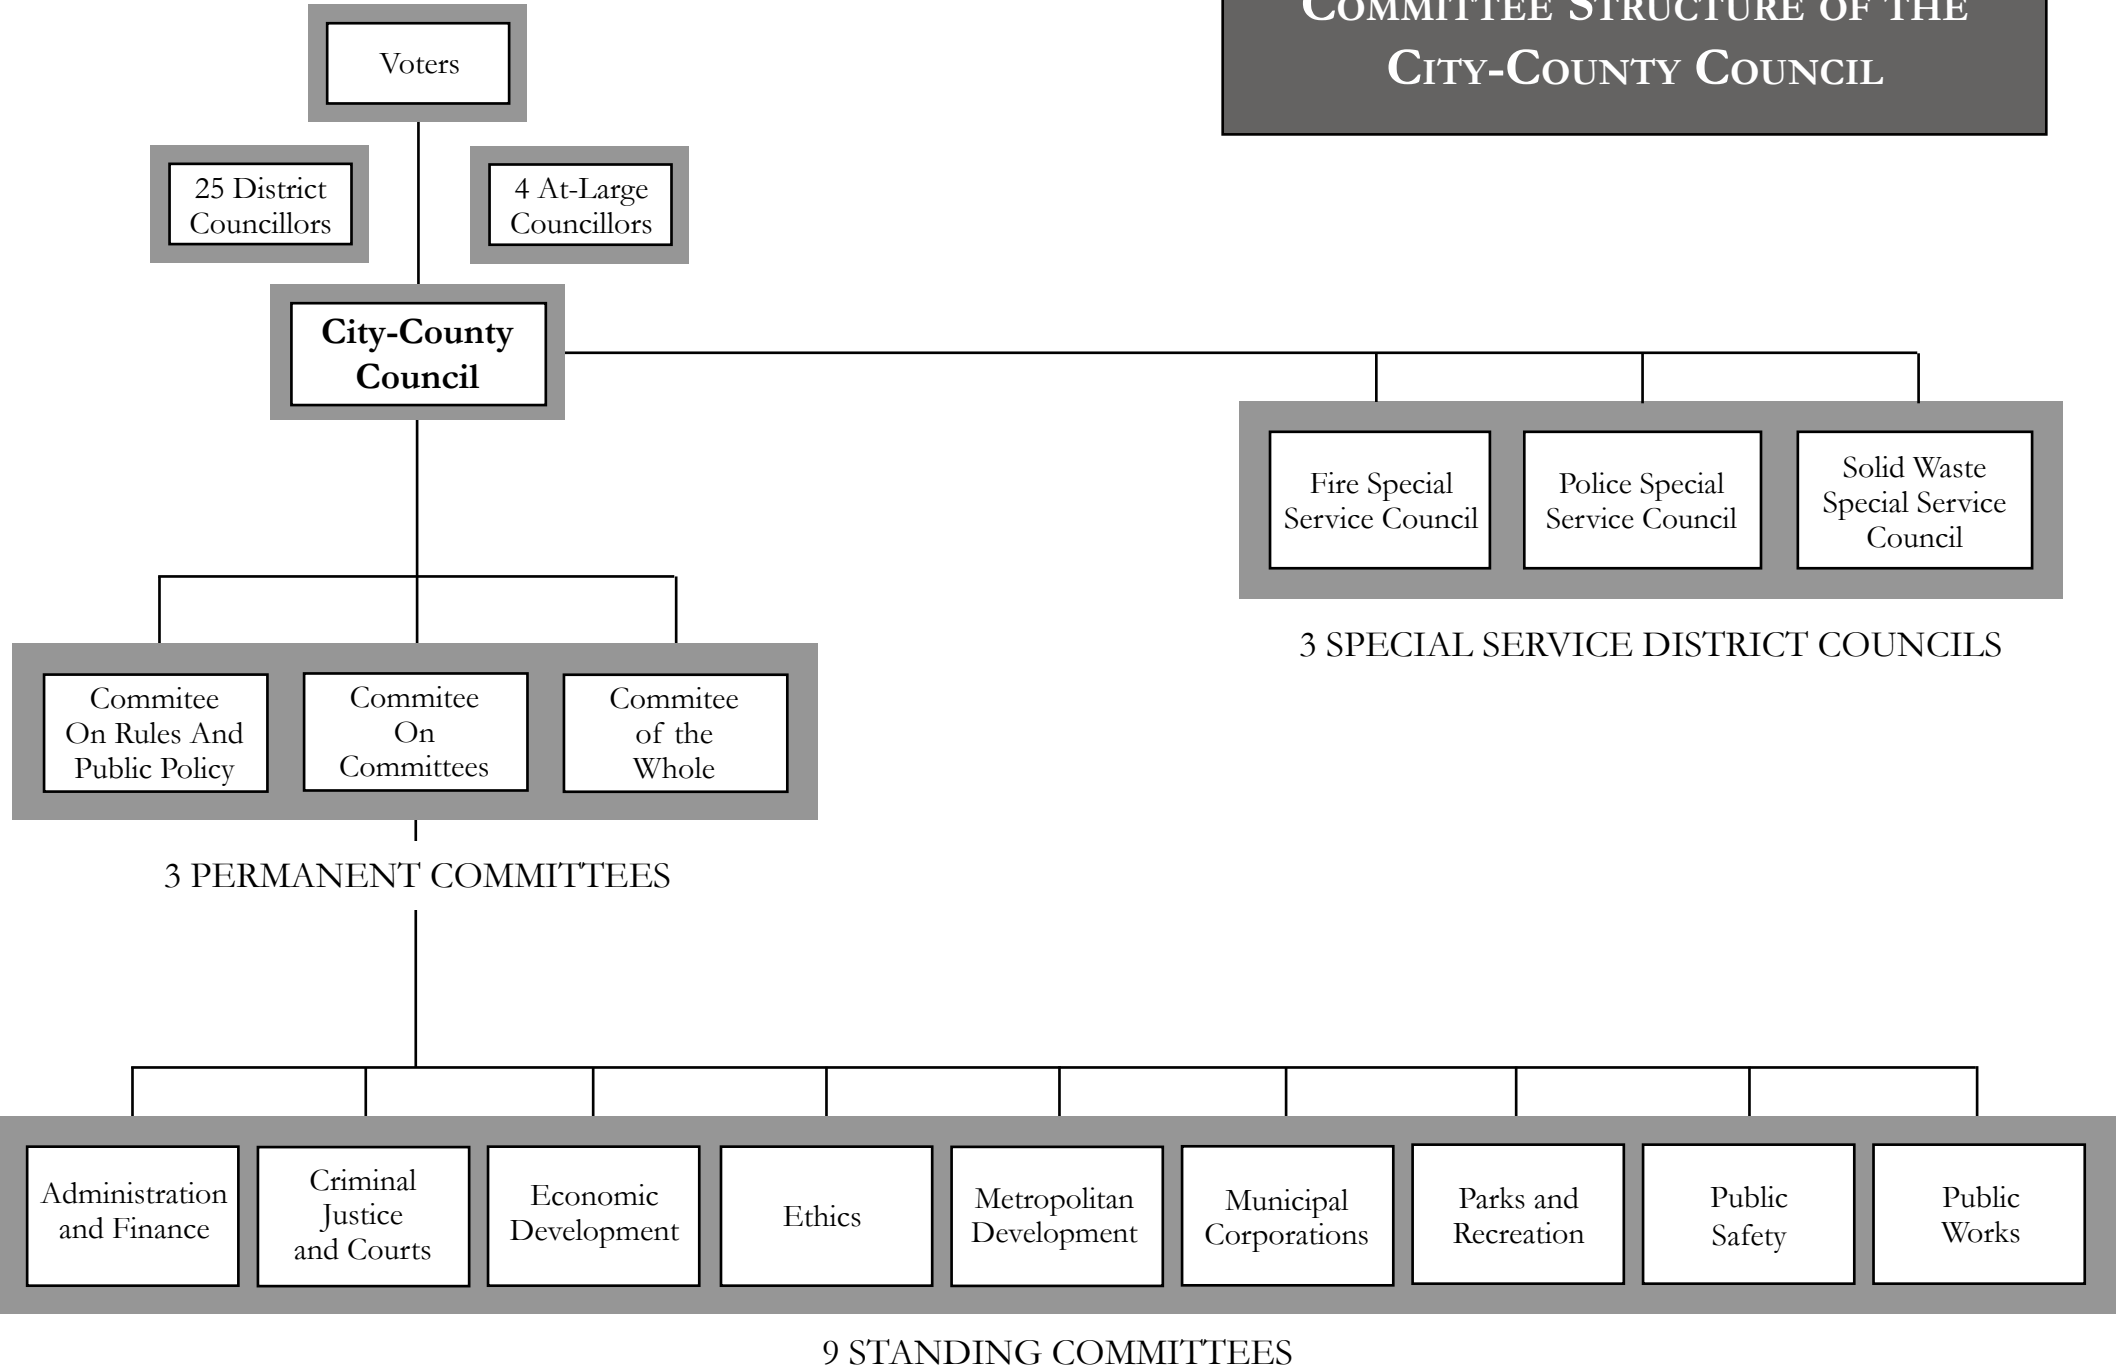 COMMITTEE STRUCTURE OF THE
CITY-COUNTY COUNCIL
Voters
25 District
Councillors
4 At-Large
Councillors
City-County
Council
Fire Special
Service Council
Police Special
Service Council
Solid Waste
Special Service
Council
3 SPECIAL SERVICE DISTRICT COUNCILS
Commitee
On Rules And
Public Policy
Commitee
On
Committees
Commitee
of the
Whole
3 PERMANENT COMMITTEES
Administration
and Finance
Criminal
Justice
and Courts
Economic
Development
Ethics
Metropolitan
Development
Municipal
Corporations
Parks and
Recreation
Public
Safety
Public
Works
9 STANDING COMMITTEES